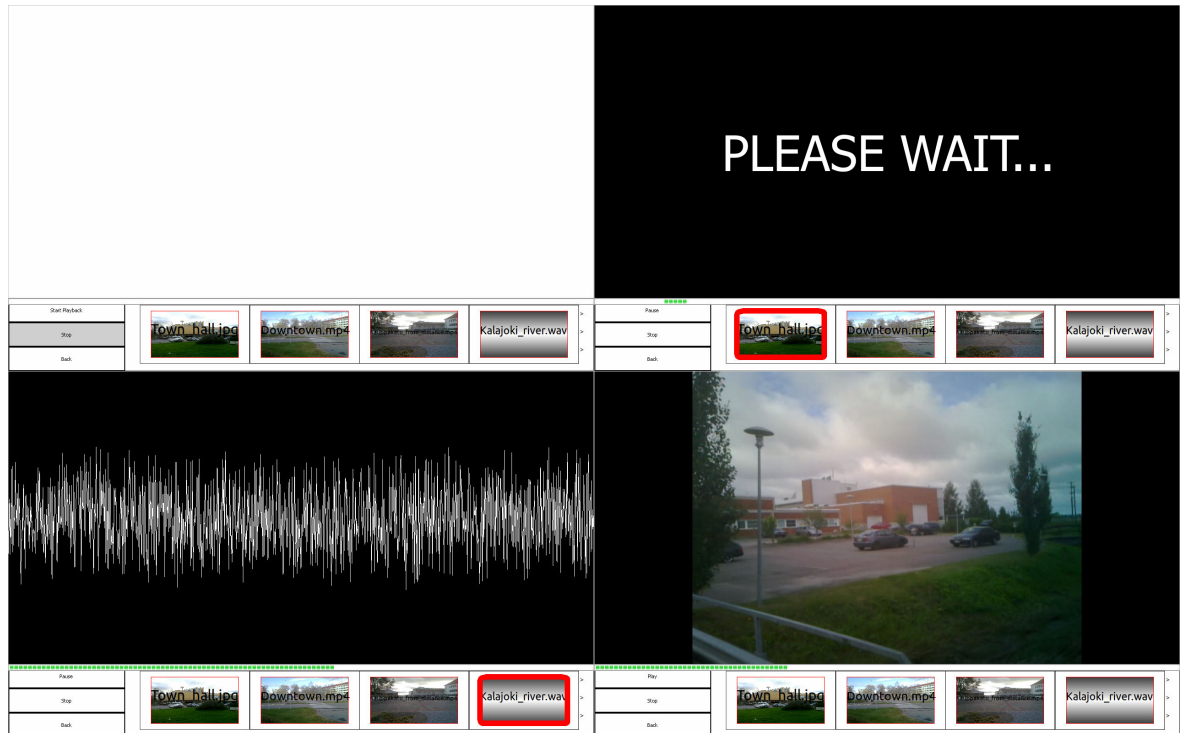 Start Playback
Stop
Back
Town_hall.jpg
Downtown.mp4
Kalajoki_river.wav
>
>
>
PLEASE WAIT...
Pause
Stop
Back
Town_hall.jpg
Downtown.mp4
Kalajoki_river.wav
>
>
>
Pause
Stop
Back
Town_hall.jpg
Downtown.mp4
Kalajoki_river.wav
>
>
>
Play
Stop
Back
Town_hall.jpg
Downtown.mp4
Kalajoki_river.wav
>
>
>